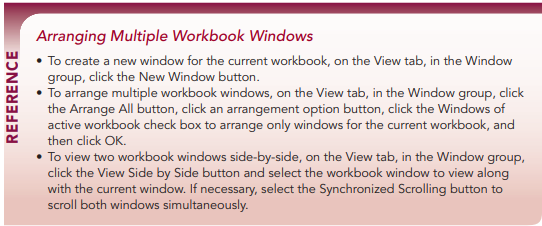 REFERENCE
Arranging Multiple Workbook Windows
• To create a new window for the current workbook, on the View tab, in the Window
group, click the New Window button.
• To arrange multiple workbook windows, on the View tab, in the Window group, click
the Arrange All button, click an arrangement option button, click the Windows of
active workbook check box to arrange only windows for the current workbook, and
then click OK.
• To view two workbook windows side-by-side, on the View tab, in the Window group,
click the View Side by Side button and select the workbook window to view along
with the current window. If necessary, select the Synchronized Scrolling button to
scroll both windows simultaneously.